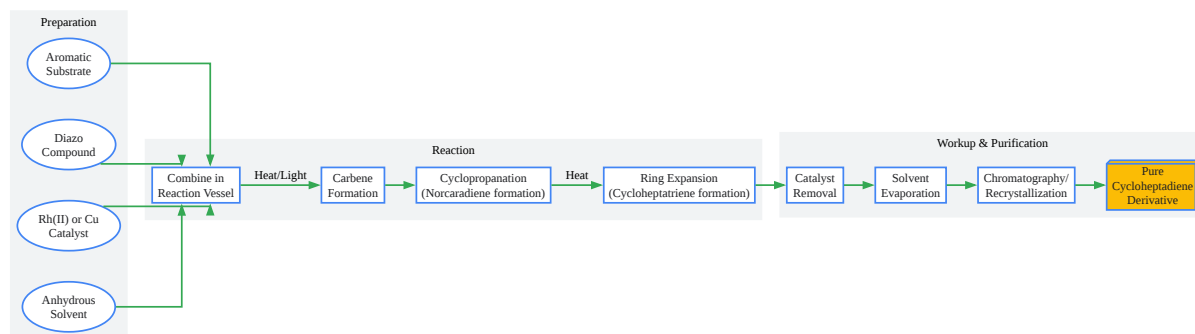 Preparation
Aromatic
Substrate
Diazo
Compound
Rh(II) or Cu
Catalyst
Anhydrous
Solvent
Reaction
Combine in
Reaction Vessel
Heat/Light
Carbene
Formation
Cyclopropanation
(Norcaradiene formation)
Heat
Ring Expansion
(Cycloheptatriene formation)
Workup & Purification
Catalyst
Removal
Solvent
Evaporation
Chromatography/
Recrystallization
Pure
Cycloheptadiene
Derivative